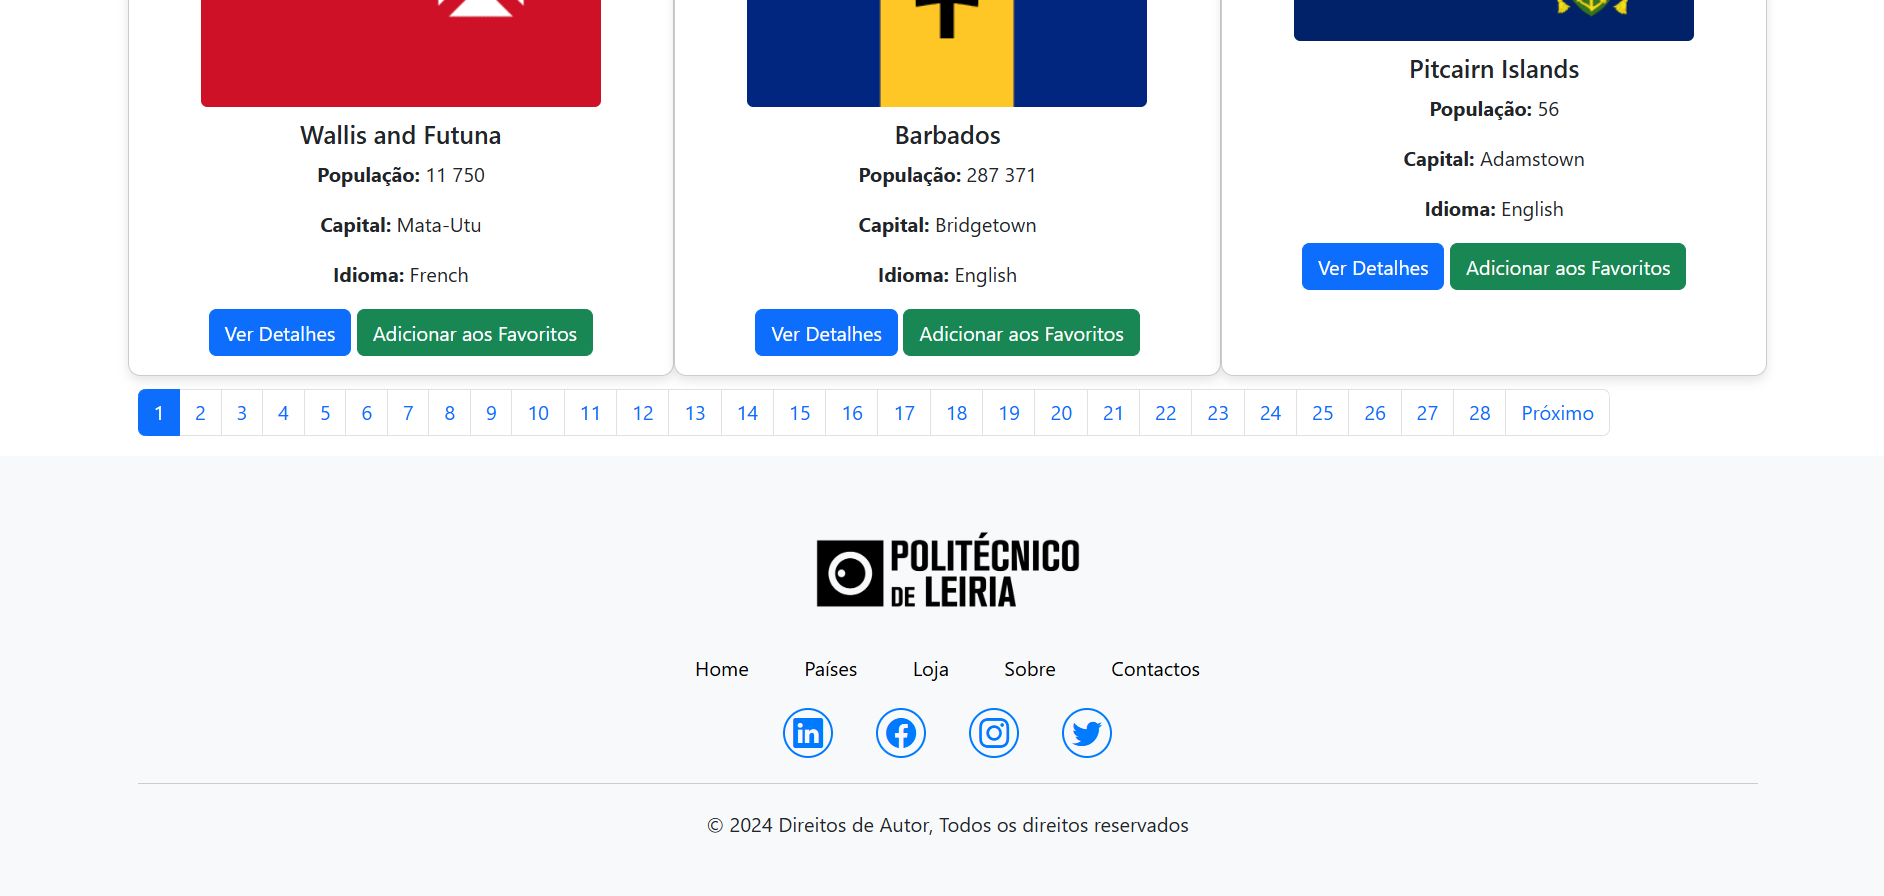 Wallis and Futuna
População: 11 750
Capital: Mata-Utu
Idioma: French
Ver Detalhes Adicionar aos Favoritos
Barbados
População: 287 371
Capital: Bridgetown
Idioma: English
Ver Detalhes Adicionar aos Favoritos
Pitcairn Islands
População: 56
Capital: Adamstown
Idioma: English
Ver Detalhes Adicionar aos Favoritos
1 2 3 4 5 6 7 8 9 10 11 12 13 14 15 16 17 18 19 20 21 22 23 24 25 26 27 28 Próximo
POLITÉCNICO
DE LEIRIA
Home Países Loja Sobre Contactos
© 2024 Direitos de Autor, Todos os direitos reservados